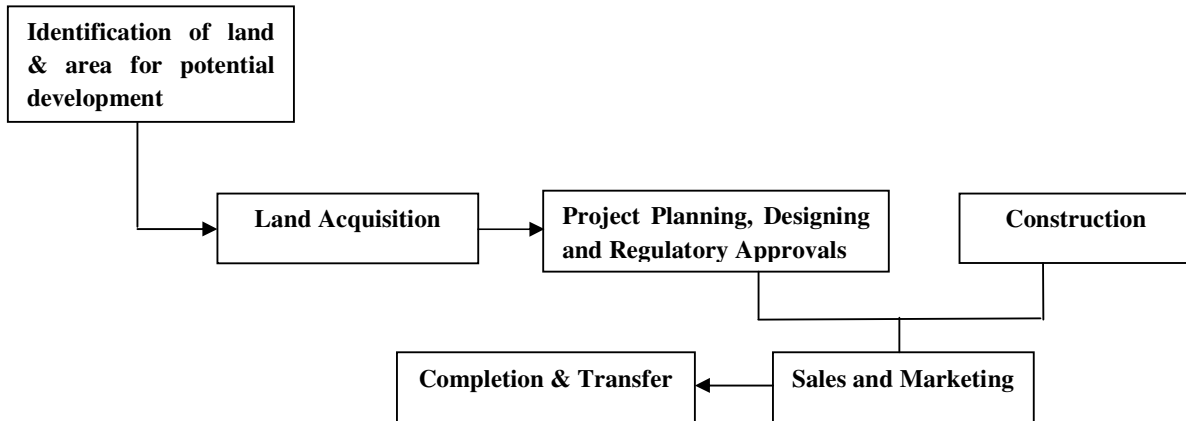 Identification of land
& area for potential
development
Land Acquisition
Project Planning, Designing
and Regulatory Approvals
Construction
Completion & Transfer
Sales and Marketing